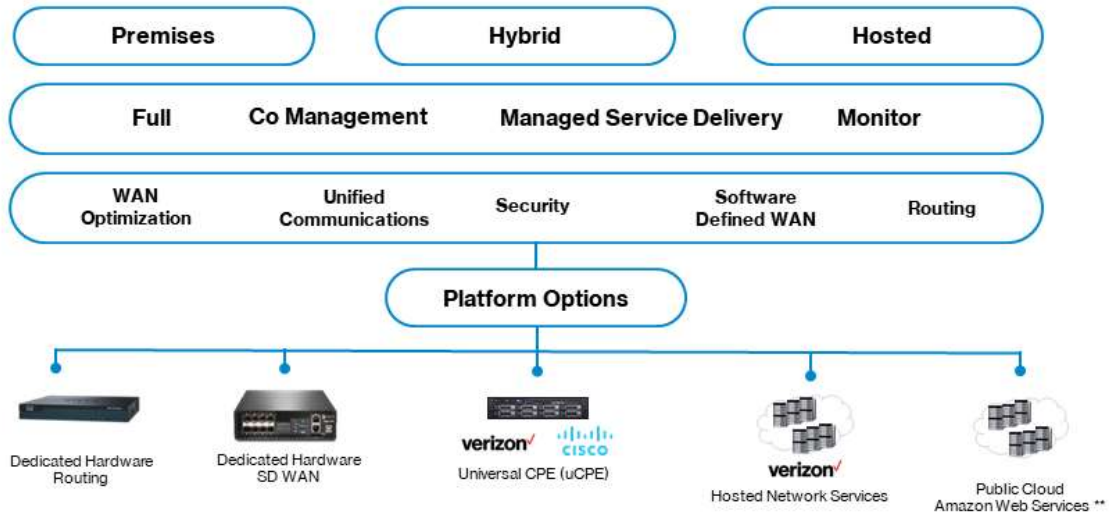 Premises
Hybrid
Hosted
Full
Co Management
Managed Service Delivery
Monitor
WAN
Optimization
Unified
Communications
Security
Software
Defined WAN
Routing
Platform Options
Dedicated Hardware
Routing
Dedicated Hardware
SD WAN
verizon
CISCO
Universal CPE (uCPE)
verizon
Hosted Network Services
Public Cloud
Amazon Web Services **